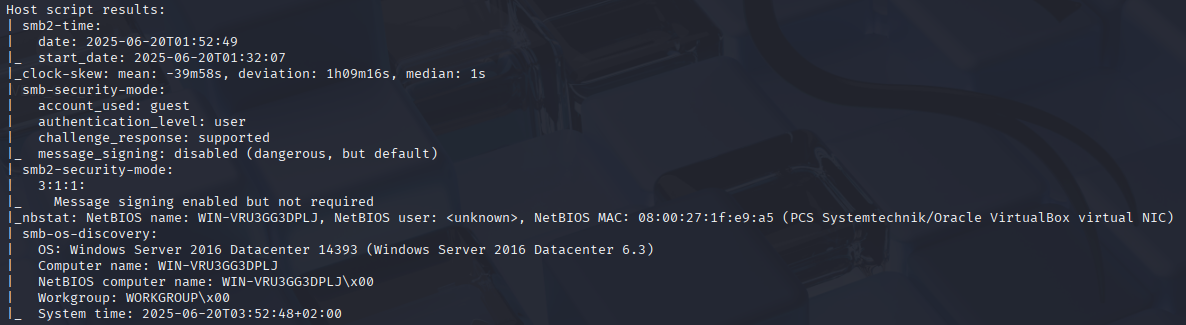 Host script results:
| smb2-time:
|   date: 2025-06-20T01:52:49
|_  start_date: 2025-06-20T01:32:07
|_clock-skew: mean: -39m58s, deviation: 1h09m16s, median: 1s
| smb-security-mode:
|   account_used: guest
|   authentication_level: user
|   challenge_response: supported
|_  message_signing: disabled (dangerous, but default)
| smb2-security-mode:
|   3:1:1:
|_    Message signing enabled but not required
|_nbstat: NetBIOS name: WIN-VRU3GG3DPLJ, NetBIOS user: <unknown>, NetBIOS MAC: 08:00:27:1f:e9:a5 (PCS Systemtechnik/Oracle VirtualBox virtual NIC)
| smb-os-discovery:
|   OS: Windows Server 2016 Datacenter 14393 (Windows Server 2016 Datacenter 6.3)
|   Computer name: WIN-VRU3GG3DPLJ
|   NetBIOS computer name: WIN-VRU3GG3DPLJ\x00
|   Workgroup: WORKGROUP\x00
|_  System time: 2025-06-20T03:52:48+02:00